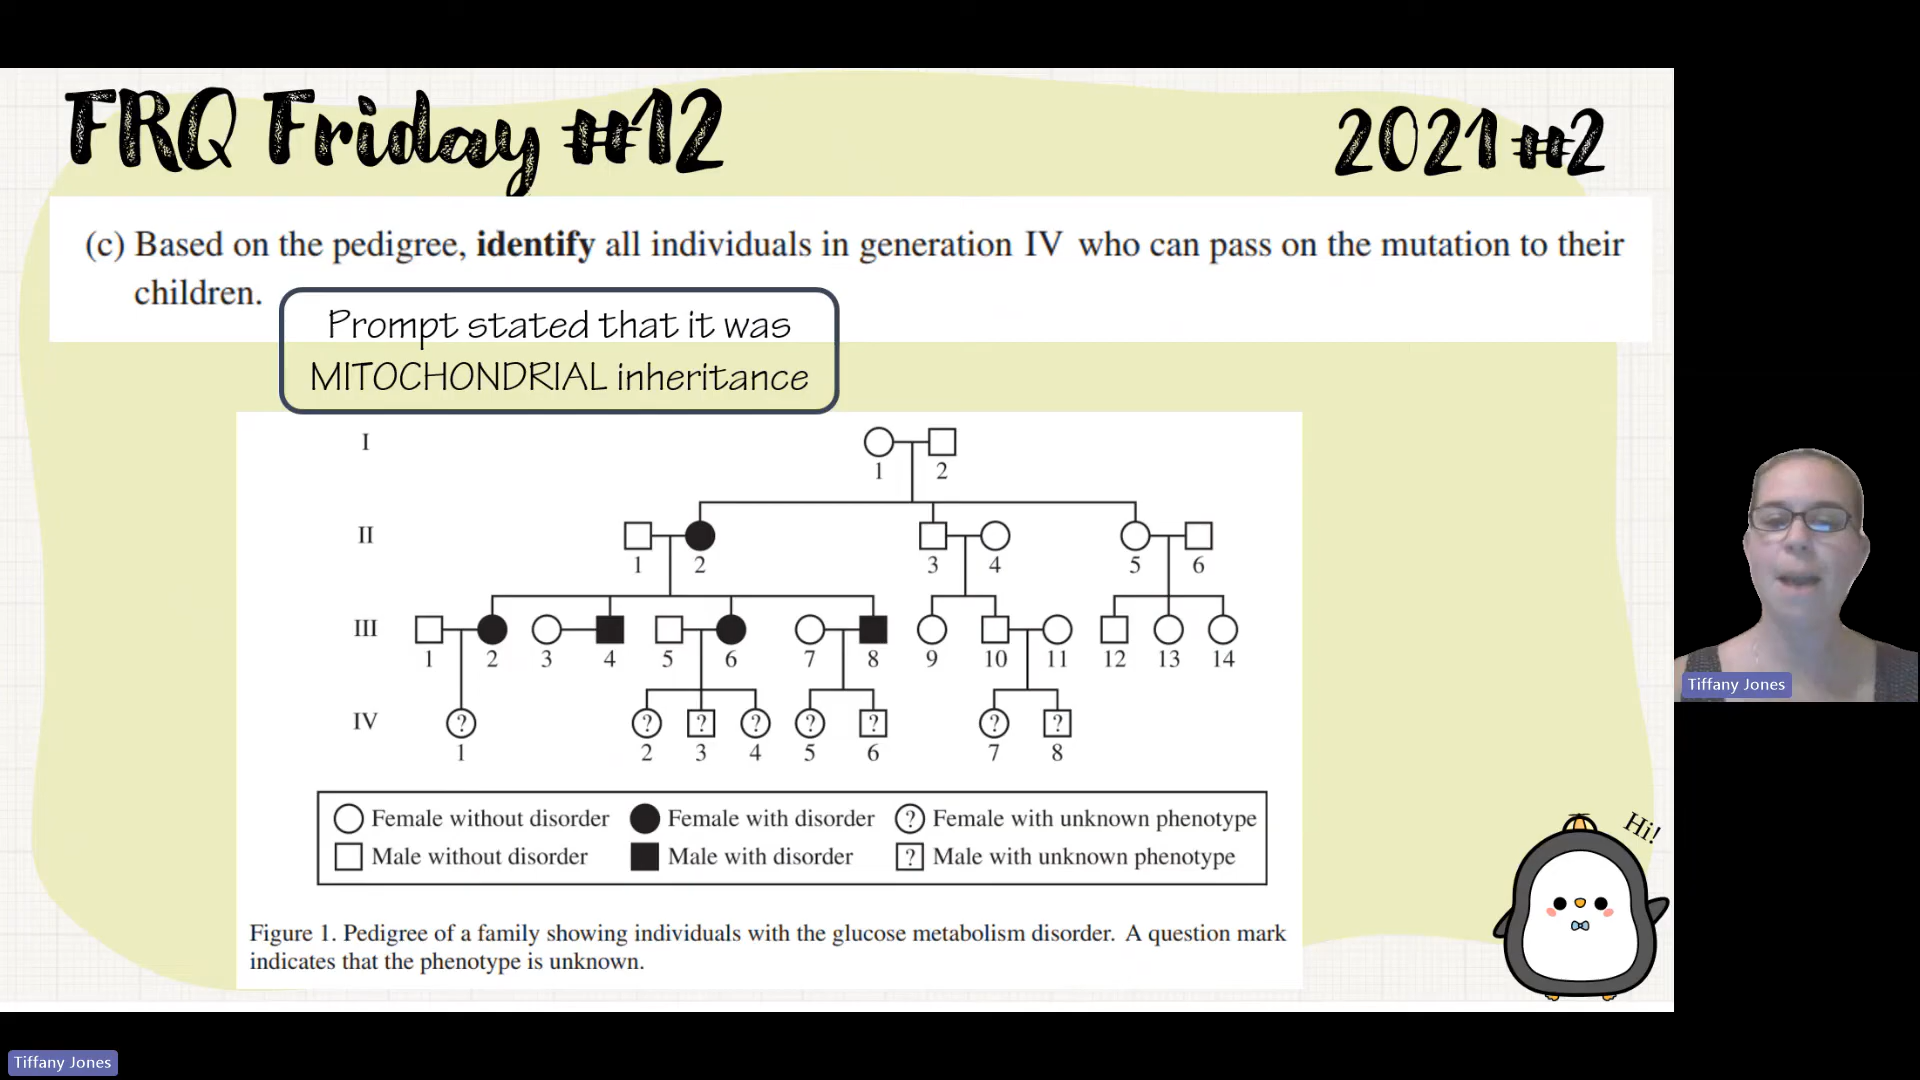 FRQ Friday #12
2021 #2
(c) Based on the pedigree, identify all individuals in generation IV who can pass on the mutation to their
children.
Prompt stated that it was
MITOCHONDRIAL inheritance
I
1 2
II
1 2 3 4 5 6
III
1 2 3 4 5 6 7 8 9 10 11 12 13 14
IV
? ? ? ? ? ? ? ?
1 2 3 4 5 6 7 8
Female without disorder Female with disorder ? Female with unknown phenotype
Male without disorder Male with disorder ? Male with unknown phenotype
Figure 1. Pedigree of a family showing individuals with the glucose metabolism disorder. A question mark
indicates that the phenotype is unknown.
Hi!
Tiffany Jones
Tiffany Jones